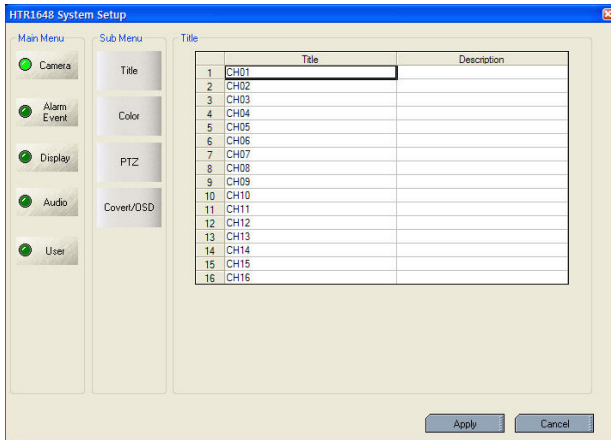 HTR1648 System Setup
Main Menu
Camera
Alarm
Event
Display
Audio
User
Sub Menu
Title
Color
PTZ
Covert/OSD
Title
Title Description
1 CH01
2 CH02
3 CH03
4 CH04
5 CH05
6 CH06
7 CH07
8 CH08
9 CH09
10 CH10
11 CH11
12 CH12
13 CH13
14 CH14
15 CH15
16 CH16
Apply Cancel